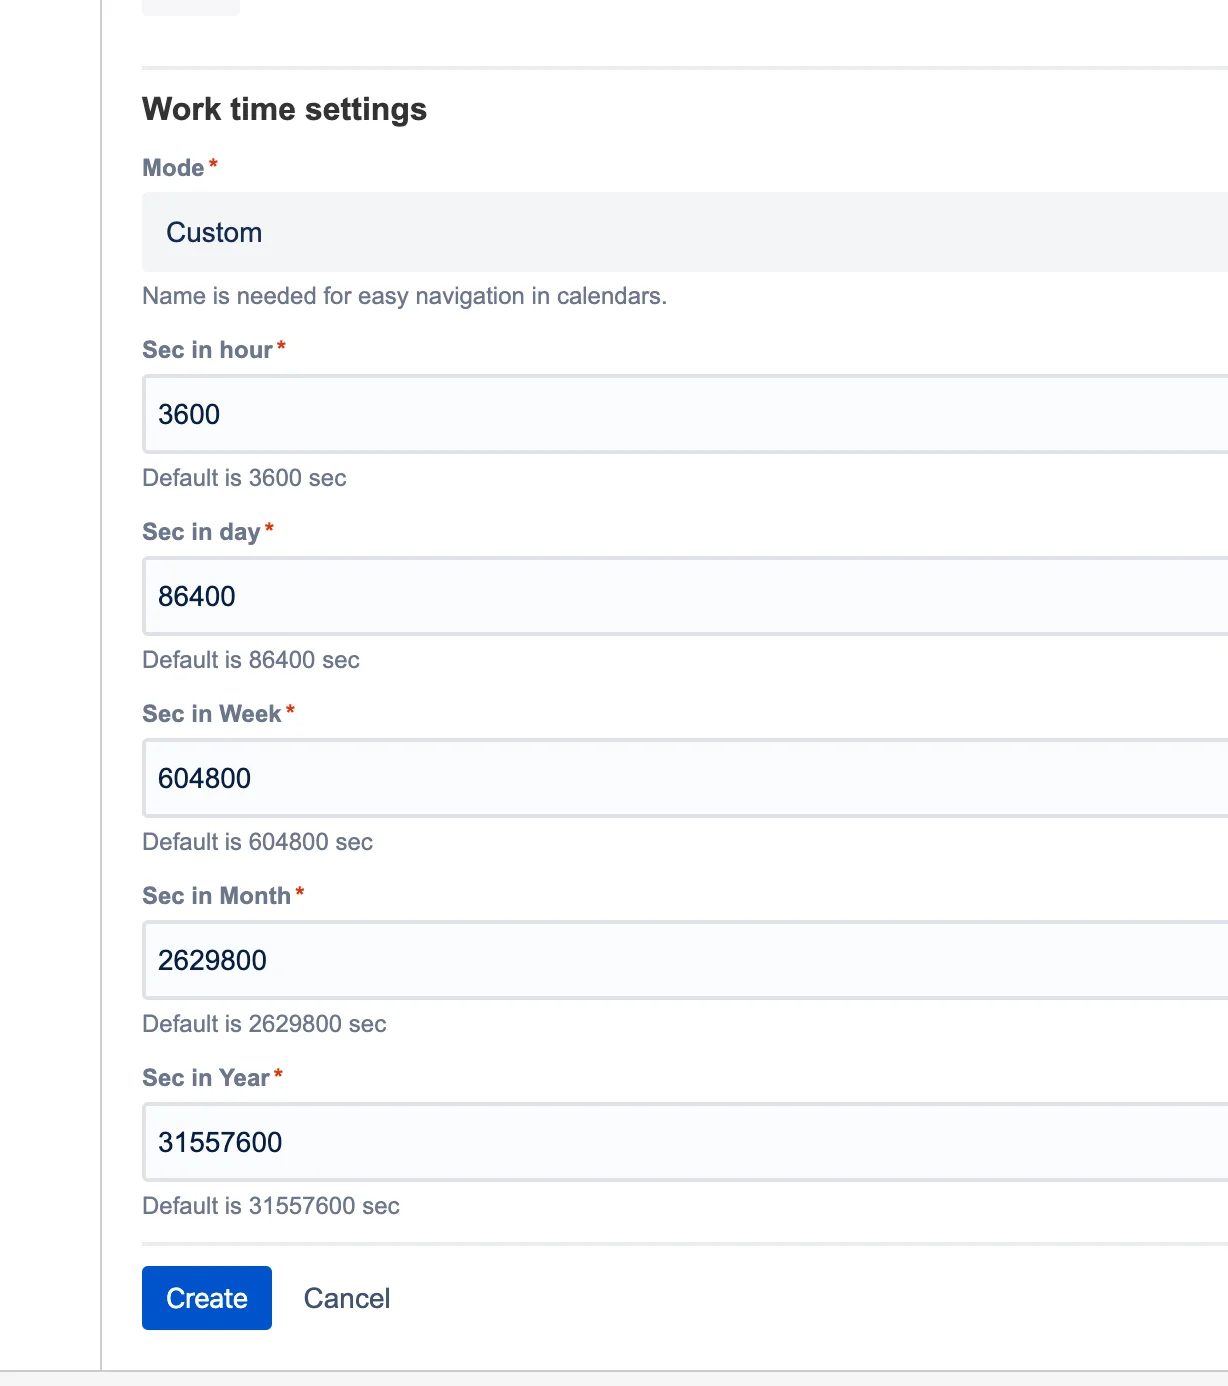 Work time settings
Mode *
Custom
Name is needed for easy navigation in calendars.
Sec in hour *
3600
Default is 3600 sec
Sec in day *
86400
Default is 86400 sec
Sec in Week *
604800
Default is 604800 sec
Sec in Month *
2629800
Default is 2629800 sec
Sec in Year *
31557600
Default is 31557600 sec
Create Cancel